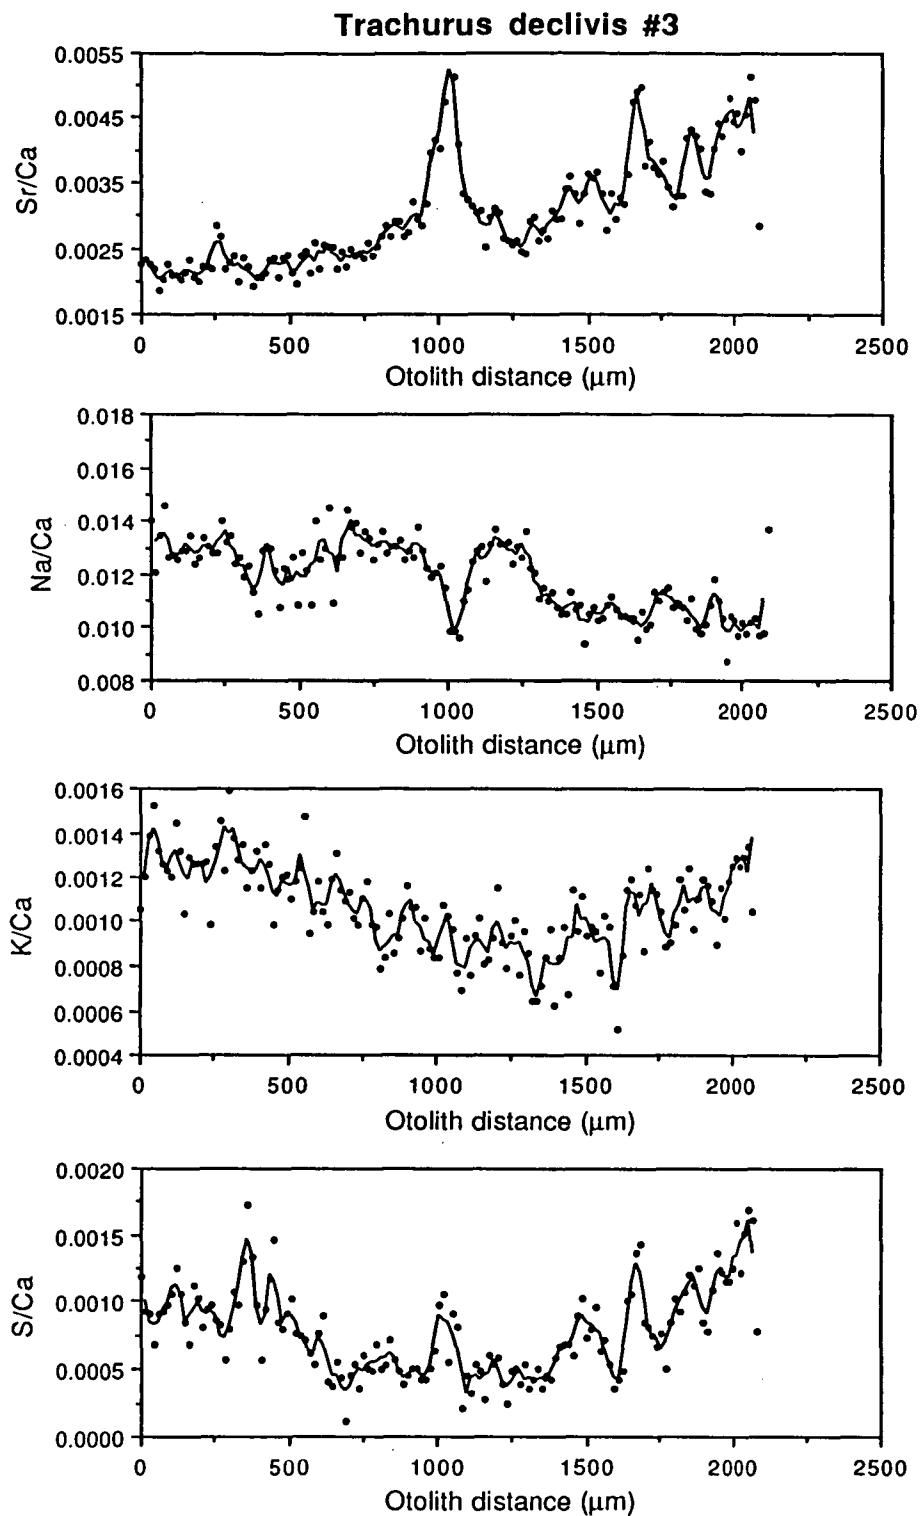 Trachurus declivis #3
0.0055
0.0045
0.0035
0.0025
0.0015
Sr/Ca
0 500 1000 1500 2000 2500
Otolith distance (µm)
0.018
0.016
0.014
0.012
0.010
0.008
Na/Ca
0 500 1000 1500 2000 2500
Otolith distance (µm)
0.0016
0.0014
0.0012
0.0010
0.0008
0.0006
0.0004
K/Ca
0 500 1000 1500 2000 2500
Otolith distance (µm)
0.0020
0.0015
0.0010
0.0005
0.0000
S/Ca
0 500 1000 1500 2000 2500
Otolith distance (µm)